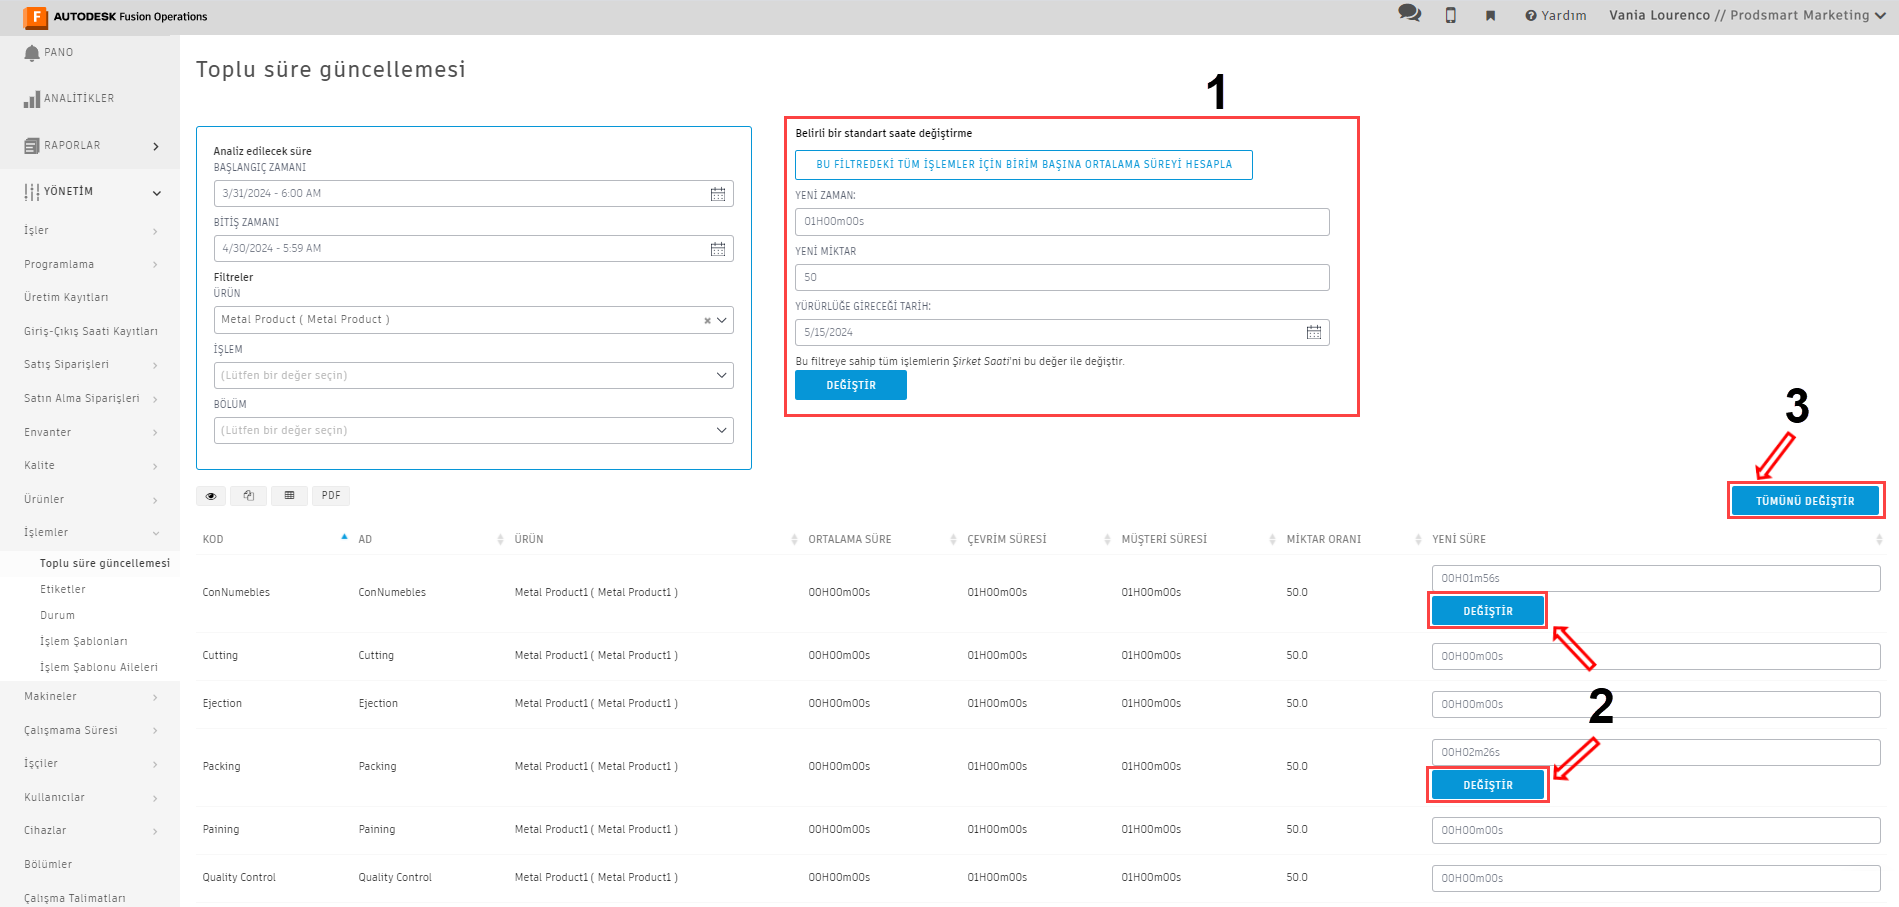 F AUTODESK Fusion Operations
Yardım
Vania Lourenco // Prodsmart Marketing
PANO
ANALİTİKLER
RAPORLAR
YÖNETİM
İşler
Programlama
Üretim Kayıtları
Giriş-Çıkış Saati Kayıtları
Satış Siparişleri
Satın Alma Siparişleri
Envanter
Kalite
Ürünler
İşlemler
Toplu süre güncellemesi
Etiketler
Durum
İşlem Şablonları
İşlem Şablonu Aileleri
Makineler
Çalışmama Süresi
İşçiler
Kullanıcılar
Cihazlar
Bölümler
Çalışma Talimatları
Toplu süre güncellemesi
Analiz edilecek süre
BAŞLANGIÇ ZAMANI
3/31/2024 - 6:00 AM
BİTİŞ ZAMANI
4/30/2024 - 5:59 AM
Filtreler
ÜRÜN
Metal Product ( Metal Product )
İŞLEM
(Lütfen bir değer seçin)
BÖLÜM
(Lütfen bir değer seçin)
1
Belirli bir standart saate değiştirme
BU FİLTREDEKİ TÜM İŞLEMLER İÇİN BİRİM BAŞINA ORTALAMA SÜREYİ HESAPLA
YENİ ZAMAN:
01H00m00s
YENİ MİKTAR
50
YÜRÜRLÜĞE GİRECEĞİ TARİH:
5/15/2024
Bu filtreye sahip tüm işlemlerin Şirket Saati'ni bu değer ile değiştir.
DEĞİŞTİR
3
PDF
TÜMÜNÜ DEĞİŞTİR
KOD AD ÜRÜN ORTALAMA SÜRE ÇEVRİM SÜRESİ MÜŞTERİ SÜRESİ MİKTAR ORANI YENİ SÜRE
ConNumebles ConNumebles Metal Product1 ( Metal Product1 ) 00H00m00s 01H00m00s 01H00m00s 50.0 00H01m56s
DEĞİŞTİR
Cutting Cutting Metal Product1 ( Metal Product1 ) 00H00m00s 01H00m00s 01H00m00s 50.0 00H00m00s
Ejection Ejection Metal Product1 ( Metal Product1 ) 00H00m00s 01H00m00s 01H00m00s 50.0 00H00m00s
2
Packing Packing Metal Product1 ( Metal Product1 ) 00H00m00s 01H00m00s 01H00m00s 50.0 00H02m26s
DEĞİŞTİR
Paining Paining Metal Product1 ( Metal Product1 ) 00H00m00s 01H00m00s 01H00m00s 50.0 00H00m00s
Quality Control Quality Control Metal Product1 ( Metal Product1 ) 00H00m00s 01H00m00s 01H00m00s 50.0 00H00m00s